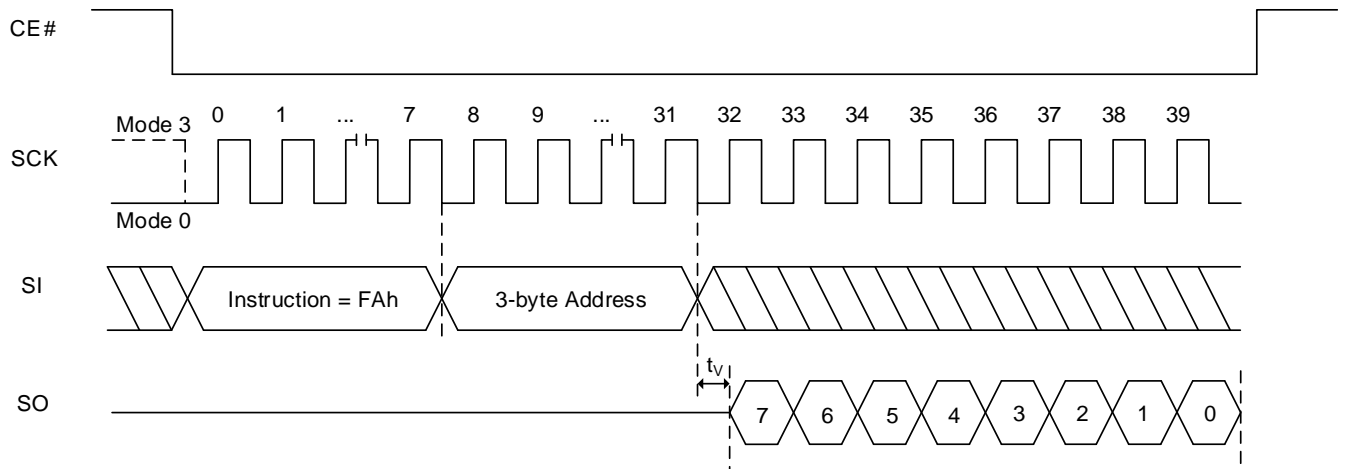 CE#
Mode 3 0 1 ... 7 8 9 ... 31 32 33 34 35 36 37 38 39
SCK
Mode 0
SI Instruction = FAh 3-byte Address
tV
SO 7 6 5 4 3 2 1 0